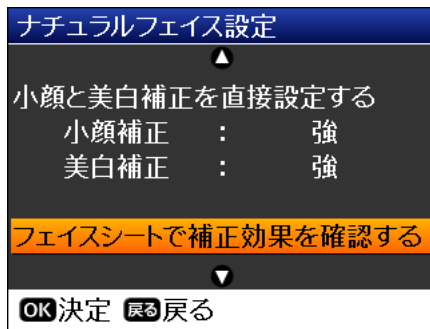 ナチュラルフェイス設定
小顔と美白補正を直接設定する
小顔補正 : 強
美白補正 : 強
フェイスシートで補正効果を確認する
OK決定 戻る戻る